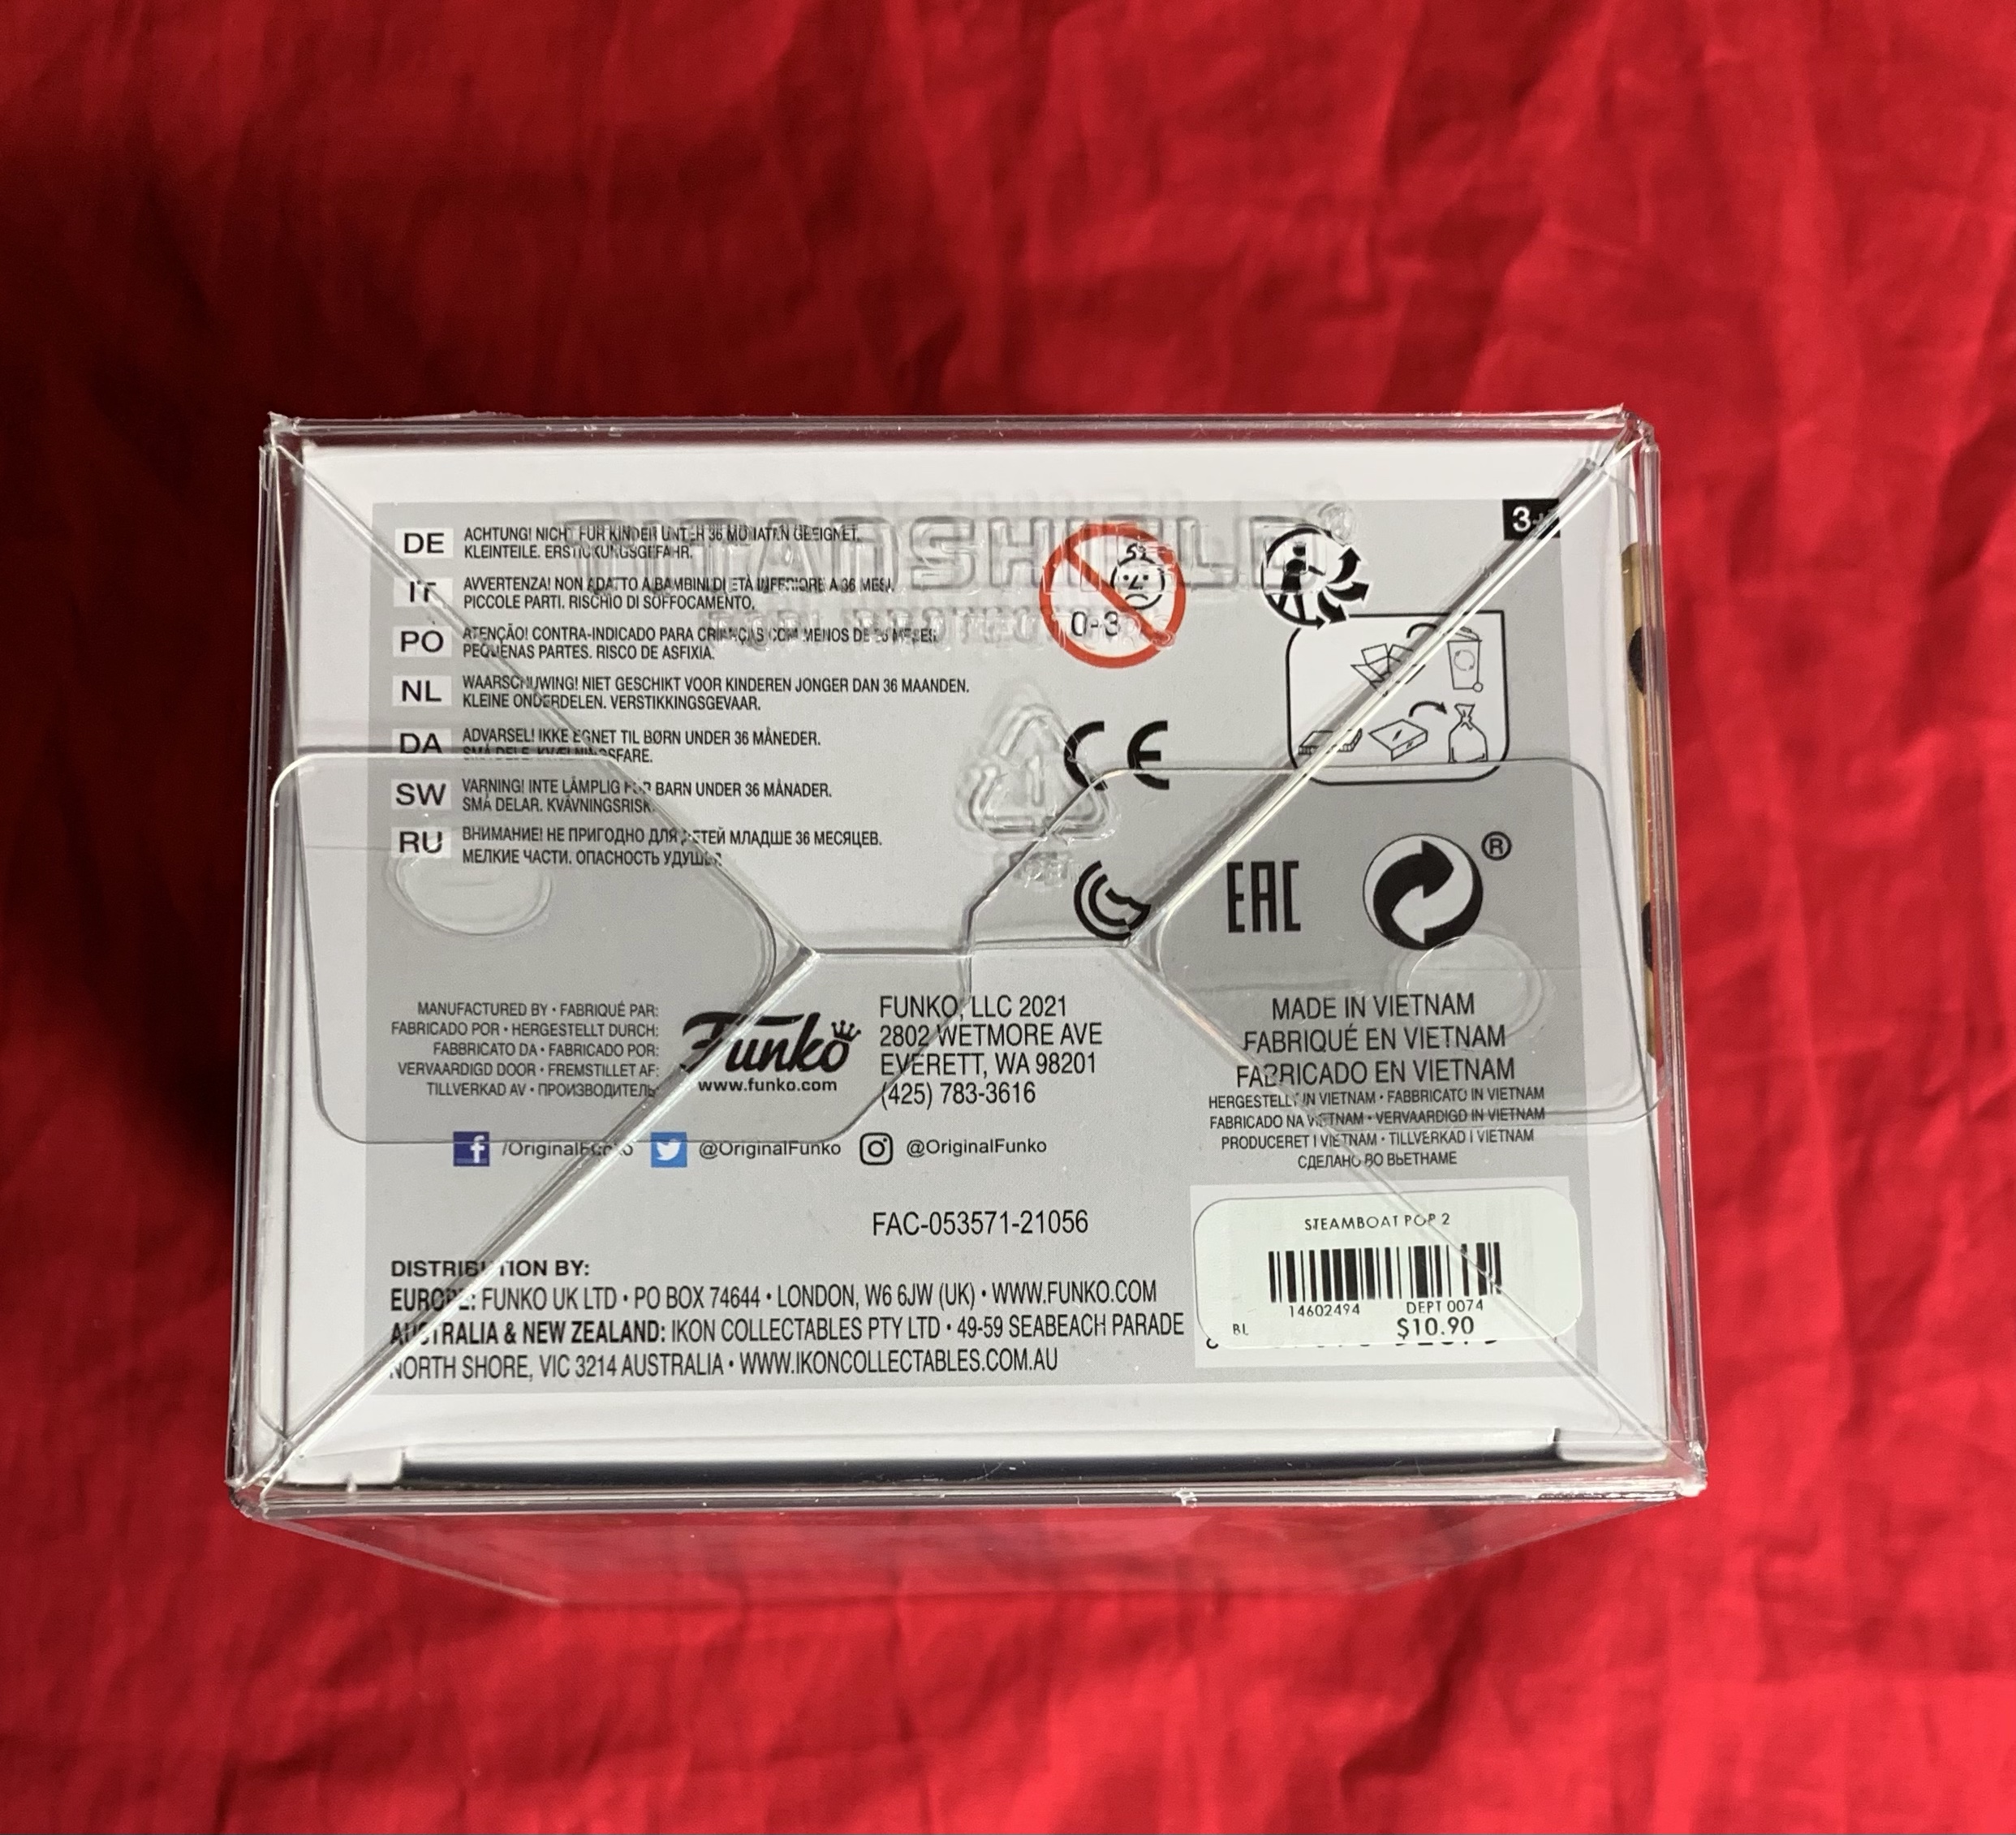 TITANSHIELD®
3+
DE ACHTUNG! NICHT FÜR KINDER UNTER 36 MONATEN GEEIGNET.
KLEINTEILE. ERSTICKUNGSGEFAHR.
IT AVVERTENZA! NON ADATTO A BAMBINI DI ETÀ INFERIORE A 36 MESI.
PICCOLE PARTI. RISCHIO DI SOFFOCAMENTO.
PO ATENÇÃO! CONTRA-INDICADO PARA CRIANÇAS COM MENOS DE 36 MESES.
PEQUENAS PARTES. RISCO DE ASFIXIA.
NL WAARSCHUWING! NIET GESCHIKT VOOR KINDEREN JONGER DAN 36 MAANDEN.
KLEINE ONDERDELEN. VERSTIKKINGSGEVAAR.
DA ADVARSEL! IKKE EGNET TIL BØRN UNDER 36 MÅNEDER.
SMÅ DELE. KVÆLNINGSFARE.
SW VARNING! INTE LÄMPLIG FÖR BARN UNDER 36 MÅNADER.
SMÅ DELAR. KVÄVNINGSRISK.
RU ВНИМАНИЕ! НЕ ПРИГОДНО ДЛЯ ДЕТЕЙ МЛАДШЕ 36 МЕСЯЦЕВ.
МЕЛКИЕ ЧАСТИ. ОПАСНОСТЬ УДУШЬЯ
0-3
CE
1
EAC
®
MANUFACTURED BY • FABRIQUÉ PAR:
FABRICADO POR • HERGESTELLT DURCH:
FABBRICATO DA • FABRICADO POR:
VERVAARDIGD DOOR • FREMSTILLET AF:
TILLVERKAD AV • ПРОИЗВОДИТЕЛЬ:
Funko
www.funko.com
FUNKO, LLC 2021
2802 WETMORE AVE
EVERETT, WA 98201
(425) 783-3616
MADE IN VIETNAM
FABRIQUÉ EN VIETNAM
FABRICADO EN VIETNAM
HERGESTELLT IN VIETNAM • FABBRICATO IN VIETNAM
FABRICADO NA VIETNAM • VERVAARDIGD IN VIETNAM
PRODUCERET I VIETNAM • TILLVERKAD I VIETNAM
СДЕЛАНО ВО ВЬЕТНАМЕ
f /OriginalFunko @OriginalFunko @OriginalFunko
FAC-053571-21056
DISTRIBUTION BY:
EUROPE: FUNKO UK LTD • PO BOX 74644 • LONDON, W6 6JW (UK) • WWW.FUNKO.COM
AUSTRALIA & NEW ZEALAND: IKON COLLECTABLES PTY LTD • 49-59 SEABEACH PARADE
NORTH SHORE, VIC 3214 AUSTRALIA • WWW.IKONCOLLECTABLES.COM.AU
STEAMBOAT POP 2
14602494 DEPT 0074
BL $10.90